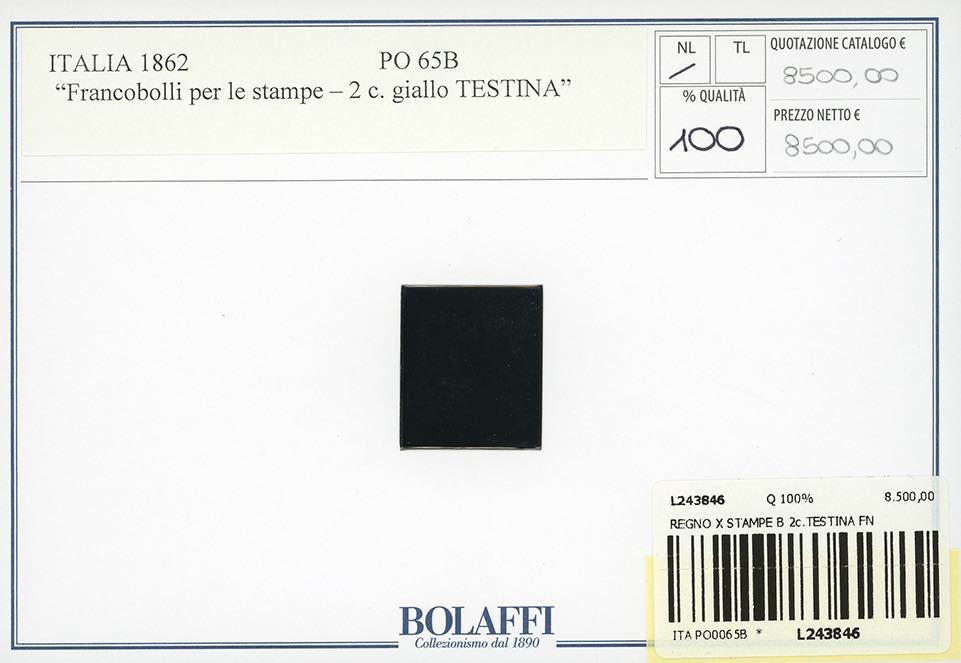 ITALIA 1862 PO 65B
“Francobolli per le stampe – 2 c. giallo TESTINA”
NL TL QUOTAZIONE CATALOGO €
8500,00
% QUALITÀ
100
PREZZO NETTO €
8500,00
L243846 Q 100% 8.500,00
REGNO X STAMPE B 2c.TESTINA FN
ITA PO0065B * L243846
BOLAFFI
Collezionismo dal 1890